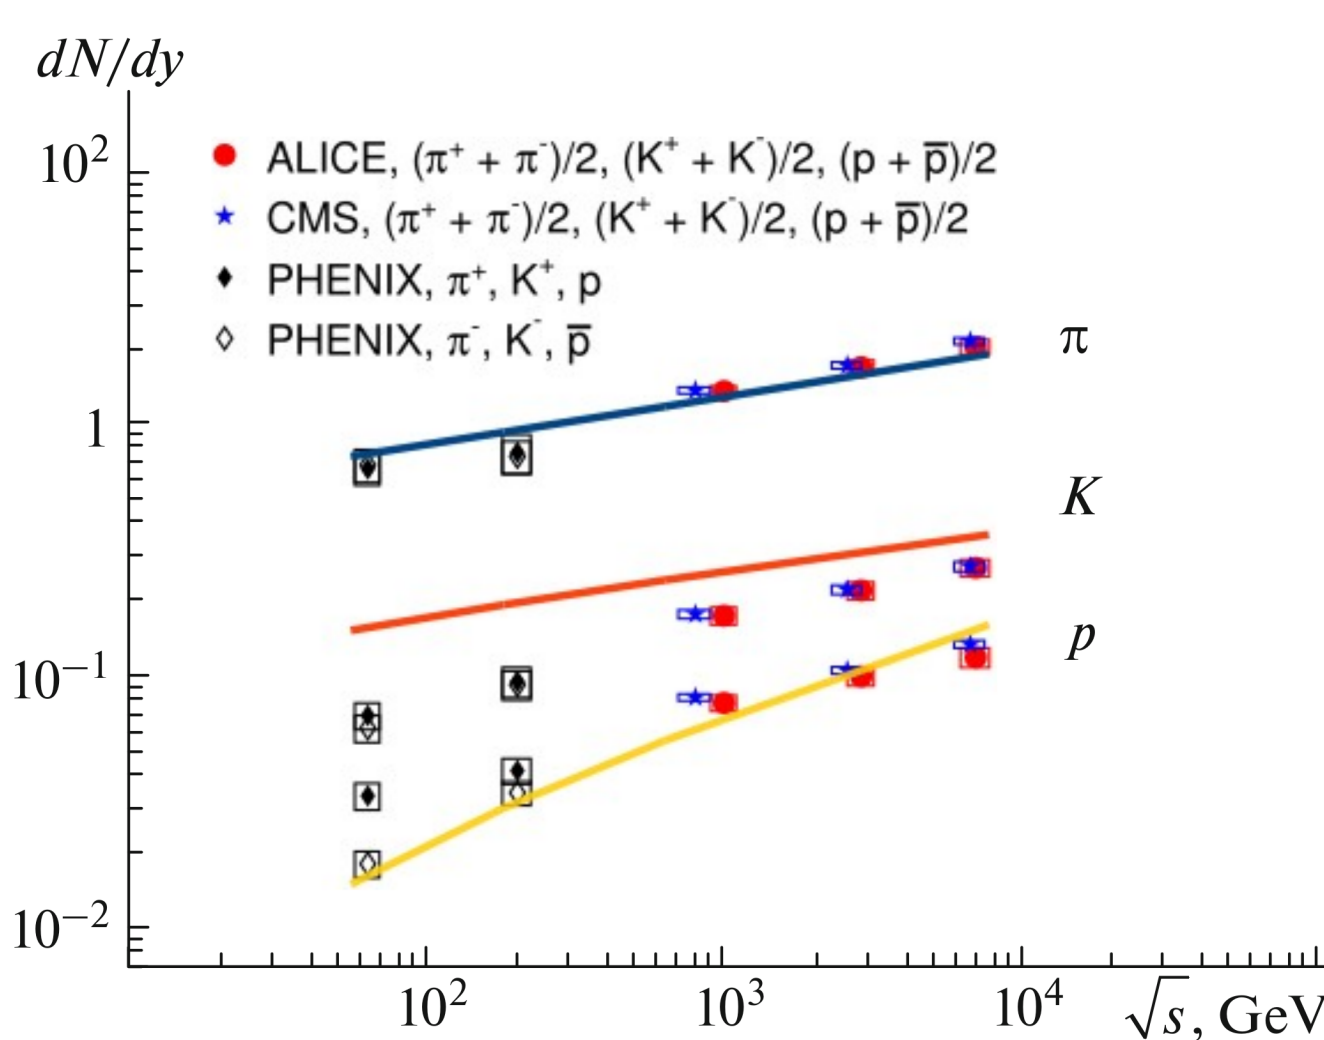 dN/dy
10²
ALICE, (π⁺ + π⁻)/2, (K⁺ + K⁻)/2, (p + p̅)/2
CMS, (π⁺ + π⁻)/2, (K⁺ + K⁻)/2, (p + p̅)/2
PHENIX, π⁺, K⁺, p
PHENIX, π⁻, K⁻, p̅
π
1
K
p
10⁻¹
10⁻²
10² 10³ 10⁴ √s, GeV